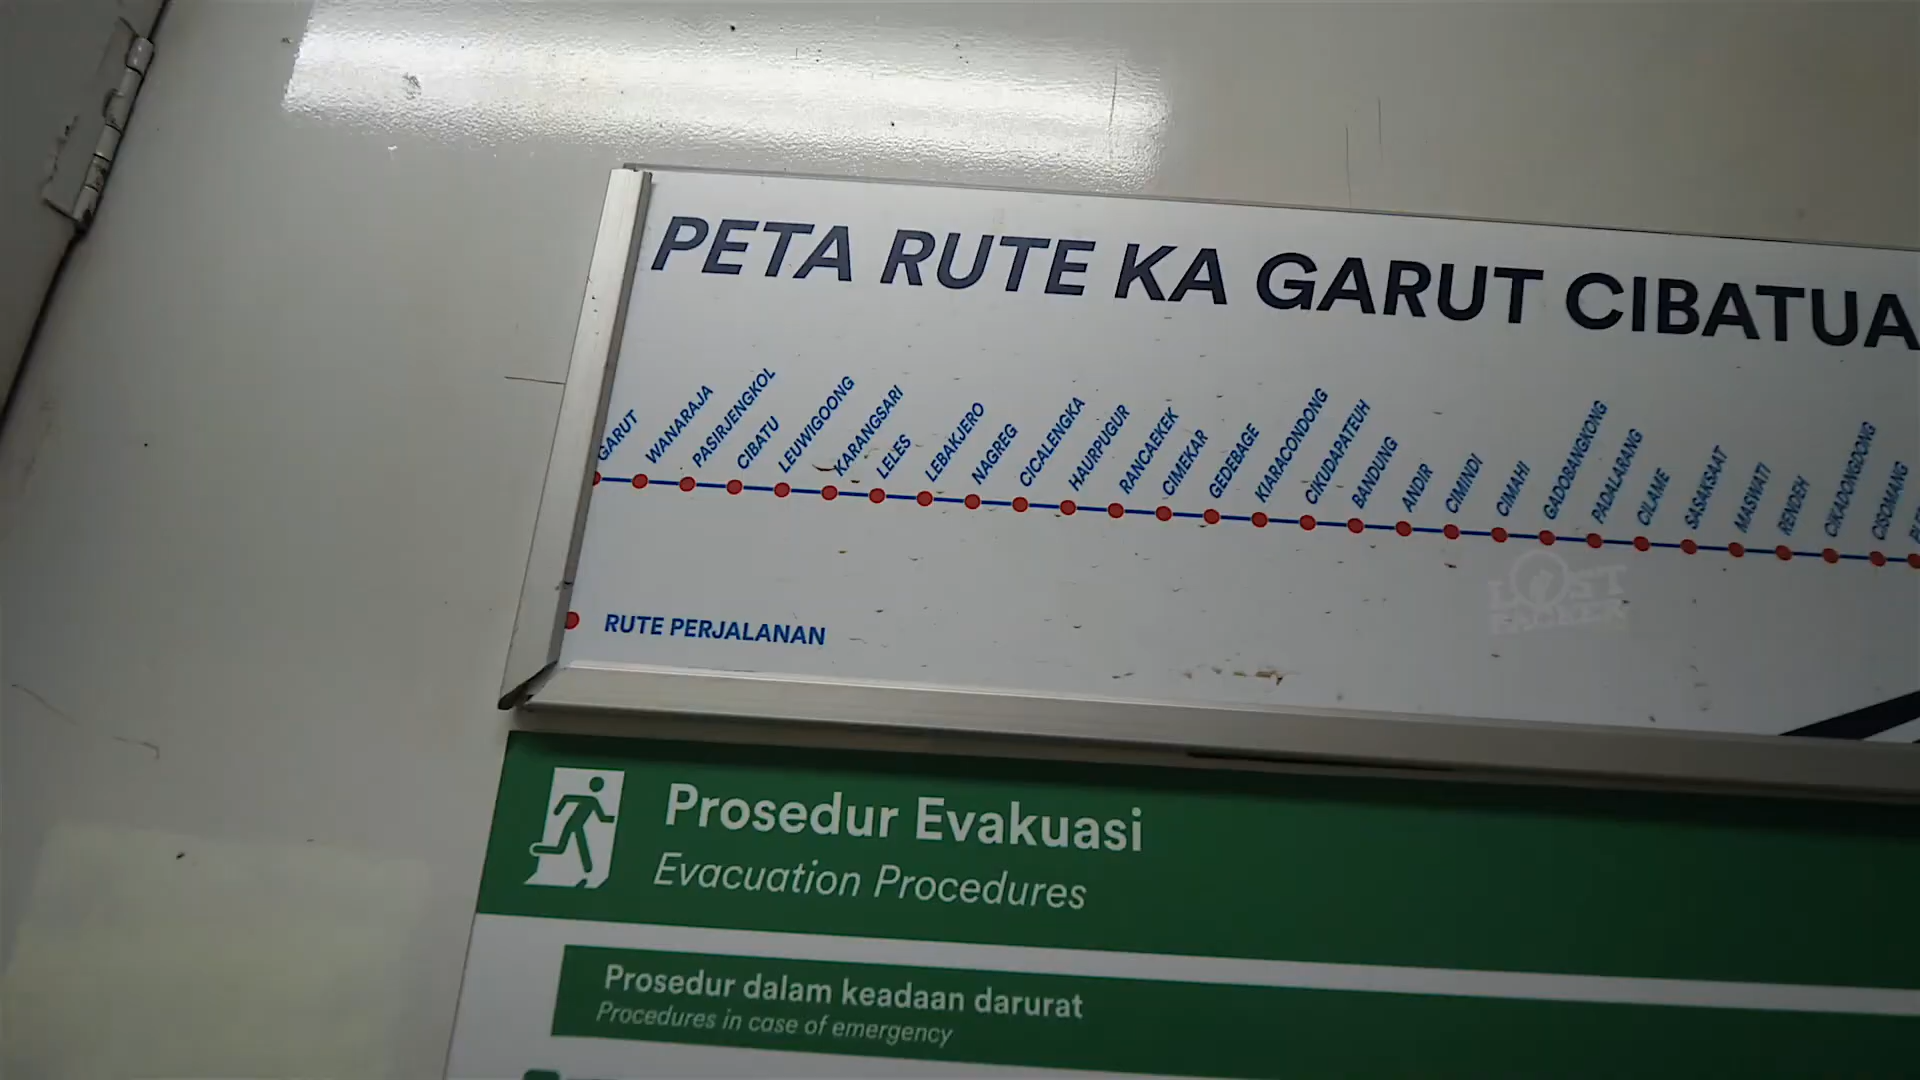 PETA RUTE KA GARUT CIBATUA
GARUT
WANARAJA
PASIRJENGKOL
CIBATU
LEUWIGOONG
KARANGSARI
LELES
LEBAKJERO
NAGREG
CICALENGKA
HAURPUGUR
RANCAEKEK
CIMEKAR
GEDEBAGE
KIARACONDONG
CIKUDAPATEUH
BANDUNG
ANDIR
CIMINDI
CIMAHI
GADOBANGKONG
PADALARANG
CILAME
SASAKSAAT
MASWATI
RENDEH
CIKADONGDONG
CISOMANG
RUTE PERJALANAN
LOST
PACKER
Prosedur Evakuasi
Evacuation Procedures
Prosedur dalam keadaan darurat
Procedures in case of emergency